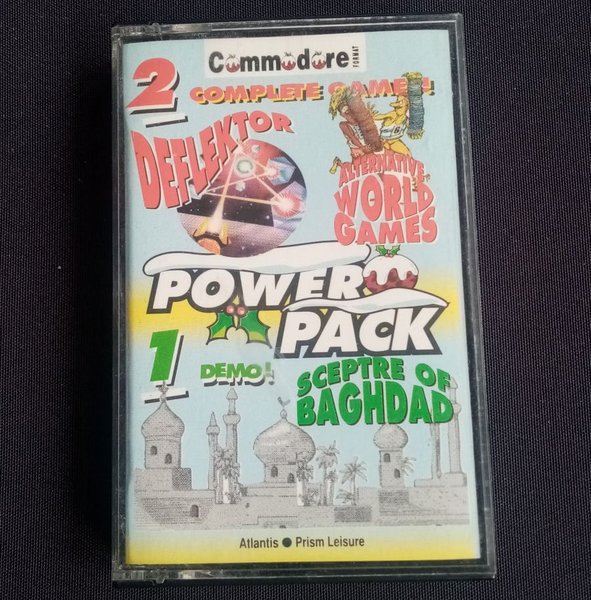 Commodore
FORMAT
2 COMPLETE GAMES!
DEFLEKTOR
ALTERNATIVE
WORLD
GAMES
POWER
PACK
1 DEMO!
SCEPTRE OF
BAGHDAD
Atlantis ● Prism Leisure